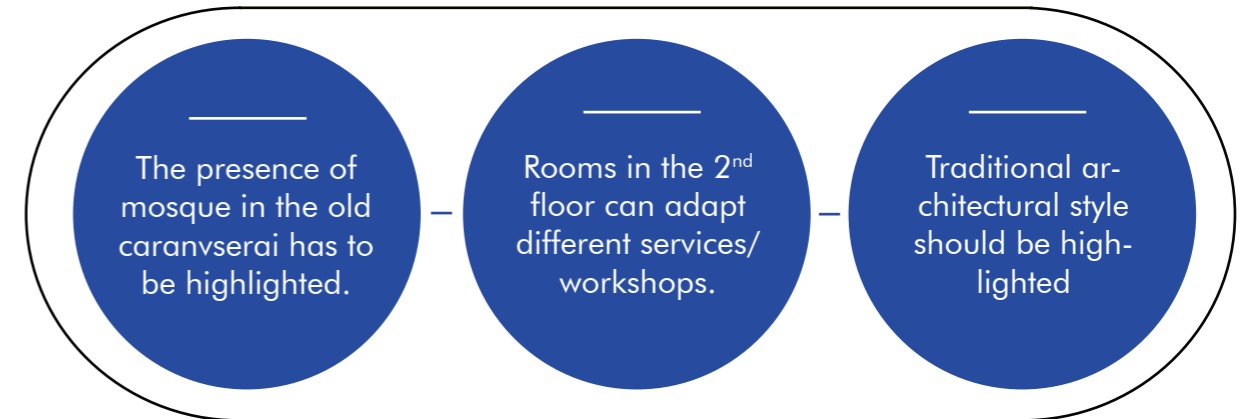 The presence of
mosque in the old
caranvserai has to
be highlighted.
Rooms in the 2nd
floor can adapt
different services/
workshops.
Traditional ar-
chitectural style
should be high-
lighted